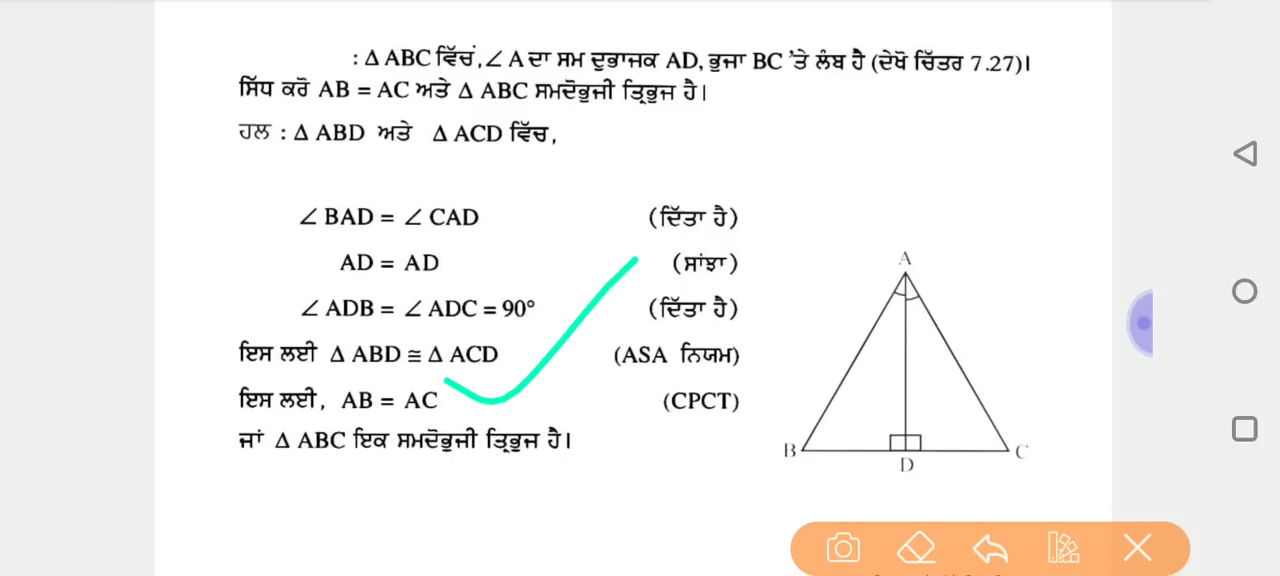 : Δ ABC ਵਿੱਚਂ,∠ A ਦਾ ਸਮ ਦੁਭਾਜਕ AD, ਭੁਜਾ BC 'ਤੇ ਲੰਬ ਹੈ (ਦੇਖੋ ਚਿੱਤਰ 7.27)।
ਸਿੱਧ ਕਰੋ AB = AC ਅਤੇ Δ ABC ਸਮਦੋਭੁਜੀ ਤ੍ਰਿਭੁਜ ਹੈ।
ਹਲ : Δ ABD ਅਤੇ Δ ACD ਵਿੱਚ,
∠ BAD = ∠ CAD (ਦਿੱਤਾ ਹੈ)
AD = AD (ਸਾਂਝਾ)
∠ ADB = ∠ ADC = 90° (ਦਿੱਤਾ ਹੈ)
ਇਸ ਲਈ Δ ABD ≅ Δ ACD (ASA ਨਿਯਮ)
ਇਸ ਲਈ, AB = AC (CPCT)
ਜਾਂ Δ ABC ਇਕ ਸਮਦੋਭੁਜੀ ਤ੍ਰਿਭੁਜ ਹੈ।
A
B
C
D